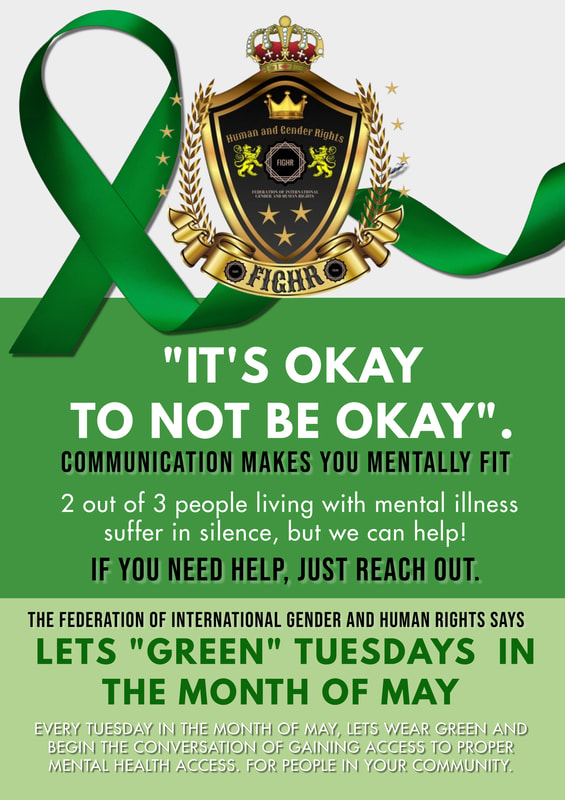 Human and Gender Rights
FIGHR
FEDERATION OF INTERNATIONAL
GENDER AND HUMAN RIGHTS
FIGHR
"IT'S OKAY
TO NOT BE OKAY".
COMMUNICATION MAKES YOU MENTALLY FIT
2 out of 3 people living with mental illness
suffer in silence, but we can help!
IF YOU NEED HELP, JUST REACH OUT.
THE FEDERATION OF INTERNATIONAL GENDER AND HUMAN RIGHTS SAYS
LETS "GREEN" TUESDAYS IN
THE MONTH OF MAY
EVERY TUESDAY IN THE MONTH OF MAY, LETS WEAR GREEN AND
BEGIN THE CONVERSATION OF GAINING ACCESS TO PROPER
MENTAL HEALTH ACCESS. FOR PEOPLE IN YOUR COMMUNITY.